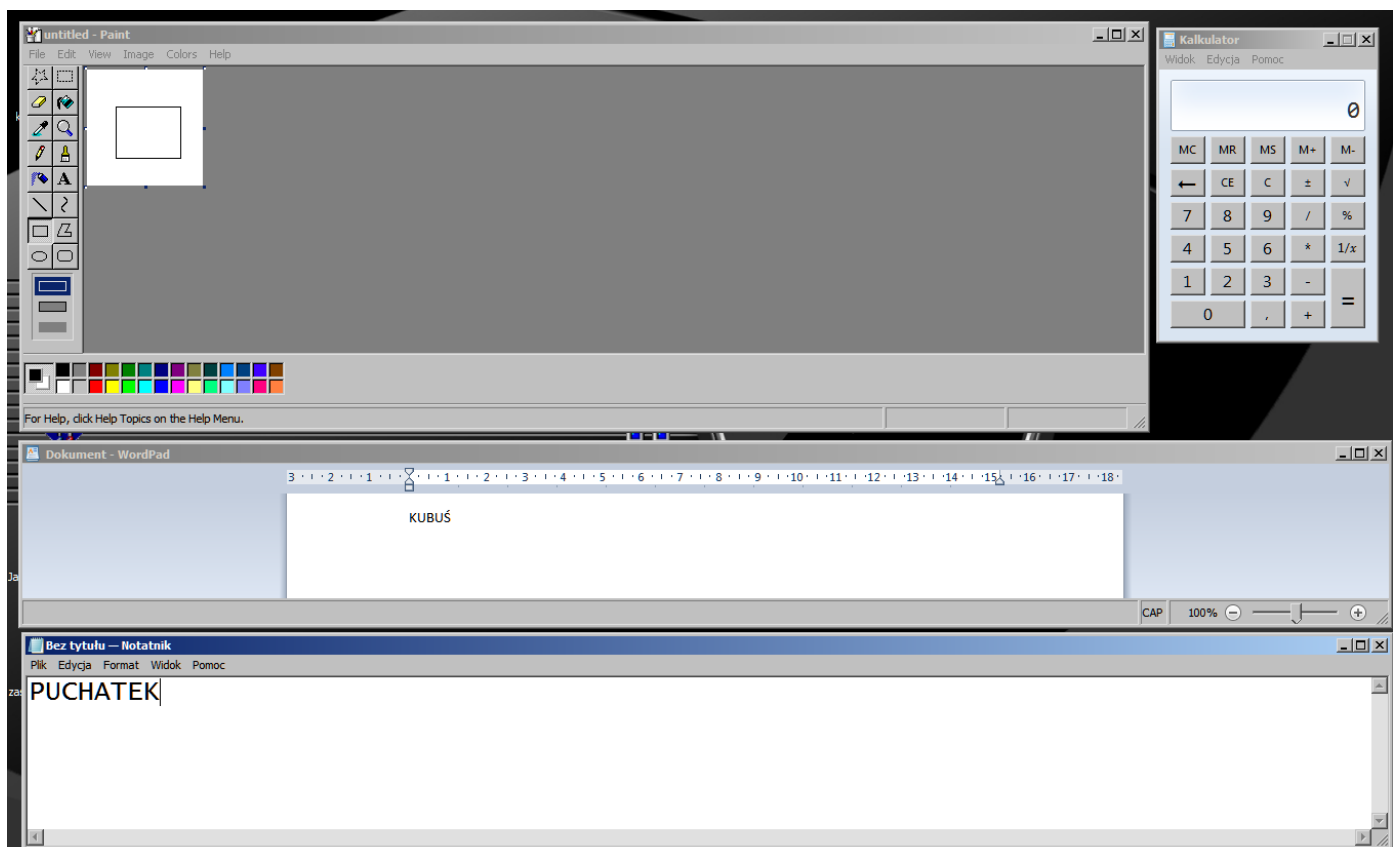 untitled - Paint
File Edit View Image Colors Help
A
For Help, click Help Topics on the Help Menu.
Kalkulator
Widok Edycja Pomoc
0
MC MR MS M+ M-
← CE C ± √
7 8 9 / %
4 5 6 * 1/x
1 2 3 - =
0 , +
Dokument - WordPad
3 · 2 · 1 · 1 · 2 · 3 · 4 · 5 · 6 · 7 · 8 · 9 · 10 · 11 · 12 · 13 · 14 · 15 · 16 · 17 · 18
KUBUŚ
CAP 100%
Bez tytułu — Notatnik
Plik Edycja Format Widok Pomoc
PUCHATEK